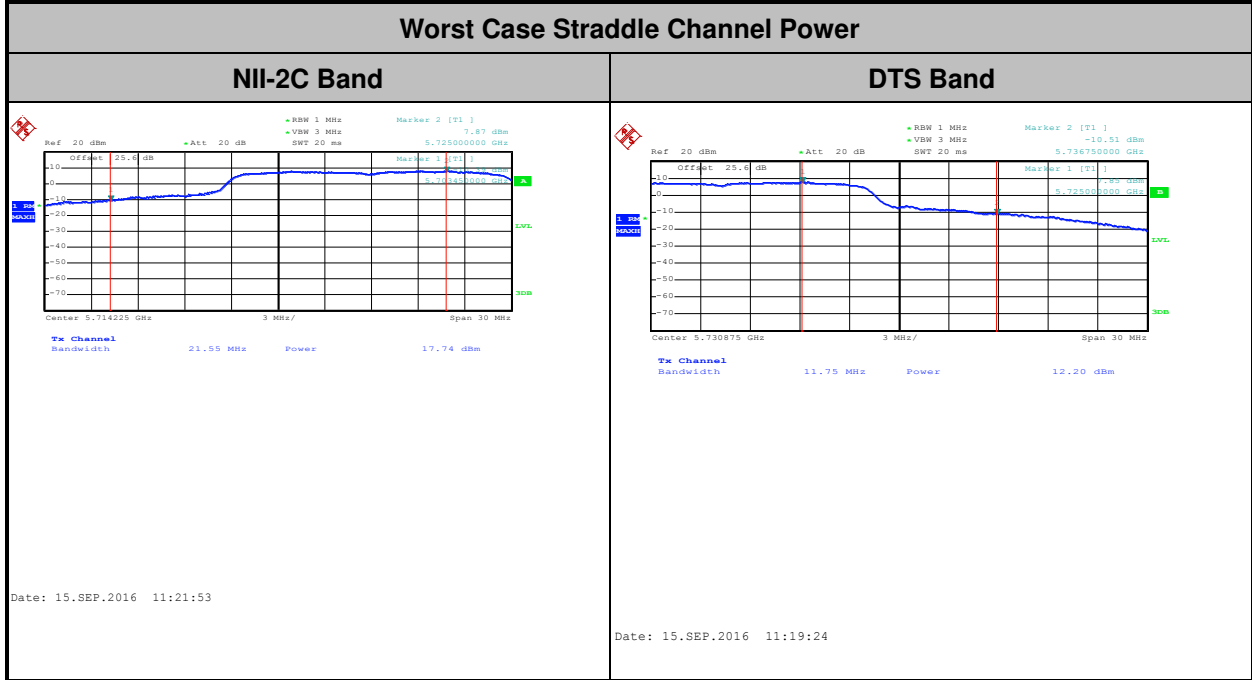 Worst Case Straddle Channel Power
NII-2C Band
DTS Band
RBW 1 MHz
Marker 2 [T1 ]
VBW 3 MHz
7.87 dBm
Ref 20 dBm
Att 20 dB
SWT 20 ms
5.725000000 GHz
Offset 25.6 dB
Marker 1 [T1 ]
dBm
5.703450000 GHz
A
10
0
-10
1 RM
MAXH
-20
-30
LVL
-40
-50
-60
-70
3DB
Center 5.714225 GHz
3 MHz/
Span 30 MHz
Tx Channel
Bandwidth 21.55 MHz Power 17.74 dBm
Date: 15.SEP.2016 11:21:53
RBW 1 MHz
Marker 2 [T1 ]
VBW 3 MHz
-10.51 dBm
Ref 20 dBm
Att 20 dB
SWT 20 ms
5.736750000 GHz
Offset 25.6 dB
Marker 1 [T1 ]
10
7.85 dBm
5.725000000 GHz
B
0
-10
1 RM
MAXH
-20
-30
LVL
-40
-50
-60
-70
3DB
Center 5.730875 GHz
3 MHz/
Span 30 MHz
Tx Channel
Bandwidth 11.75 MHz Power 12.20 dBm
Date: 15.SEP.2016 11:19:24